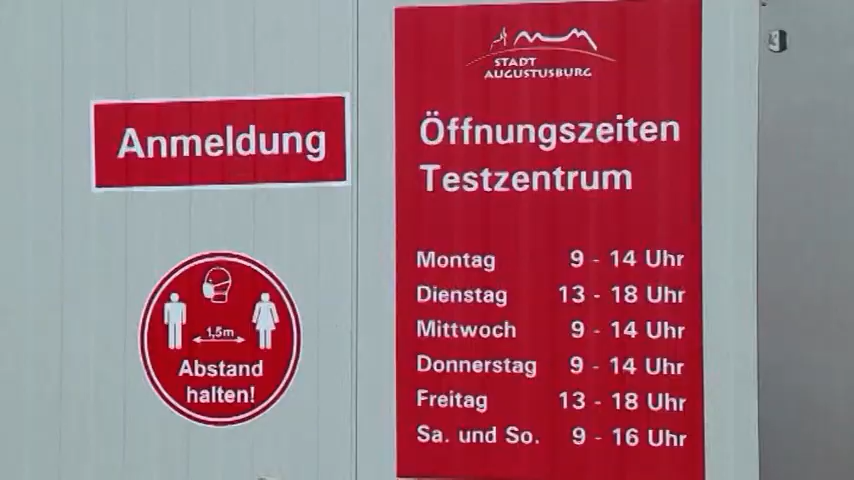 Anmeldung
1,5m
Abstand
halten!
STADT
AUGUSTUSBURG
Öffnungszeiten
Testzentrum
Montag 9 - 14 Uhr
Dienstag 13 - 18 Uhr
Mittwoch 9 - 14 Uhr
Donnerstag 9 - 14 Uhr
Freitag 13 - 18 Uhr
Sa. und So. 9 - 16 Uhr